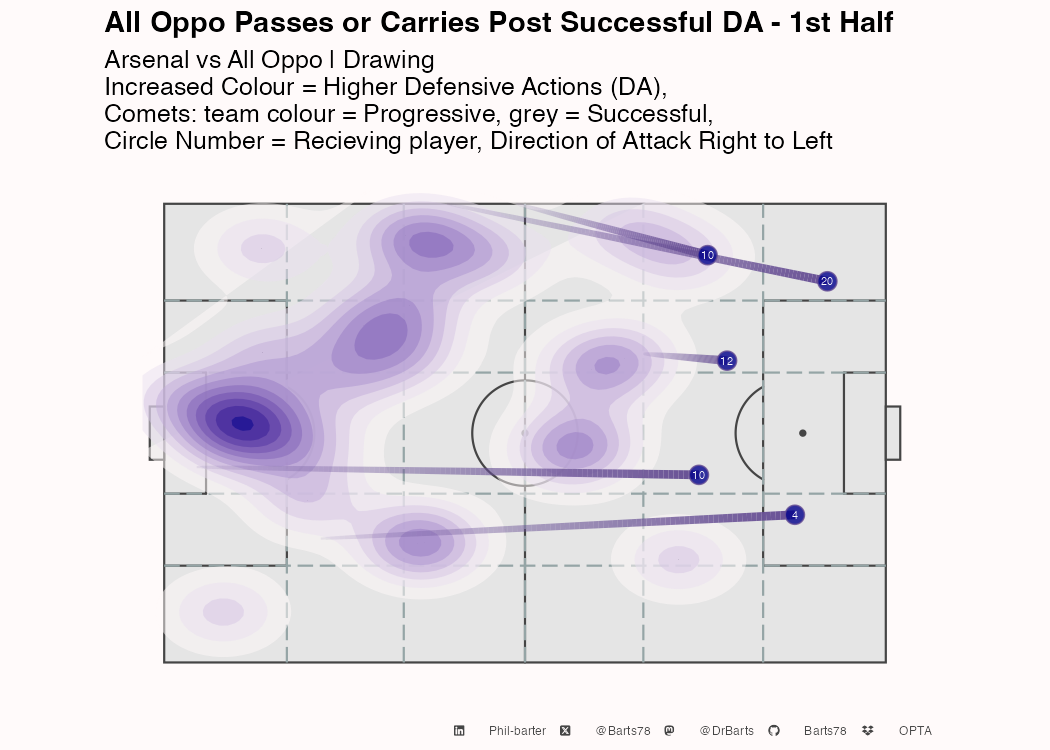 All Oppo Passes or Carries Post Successful DA - 1st Half
Arsenal vs All Oppo | Drawing
Increased Colour = Higher Defensive Actions (DA),
Comets: team colour = Progressive, grey = Successful,
Circle Number = Recieving player, Direction of Attack Right to Left
10
20
12
10
4
Phil-barter @Barts78 @DrBarts Barts78 OPTA